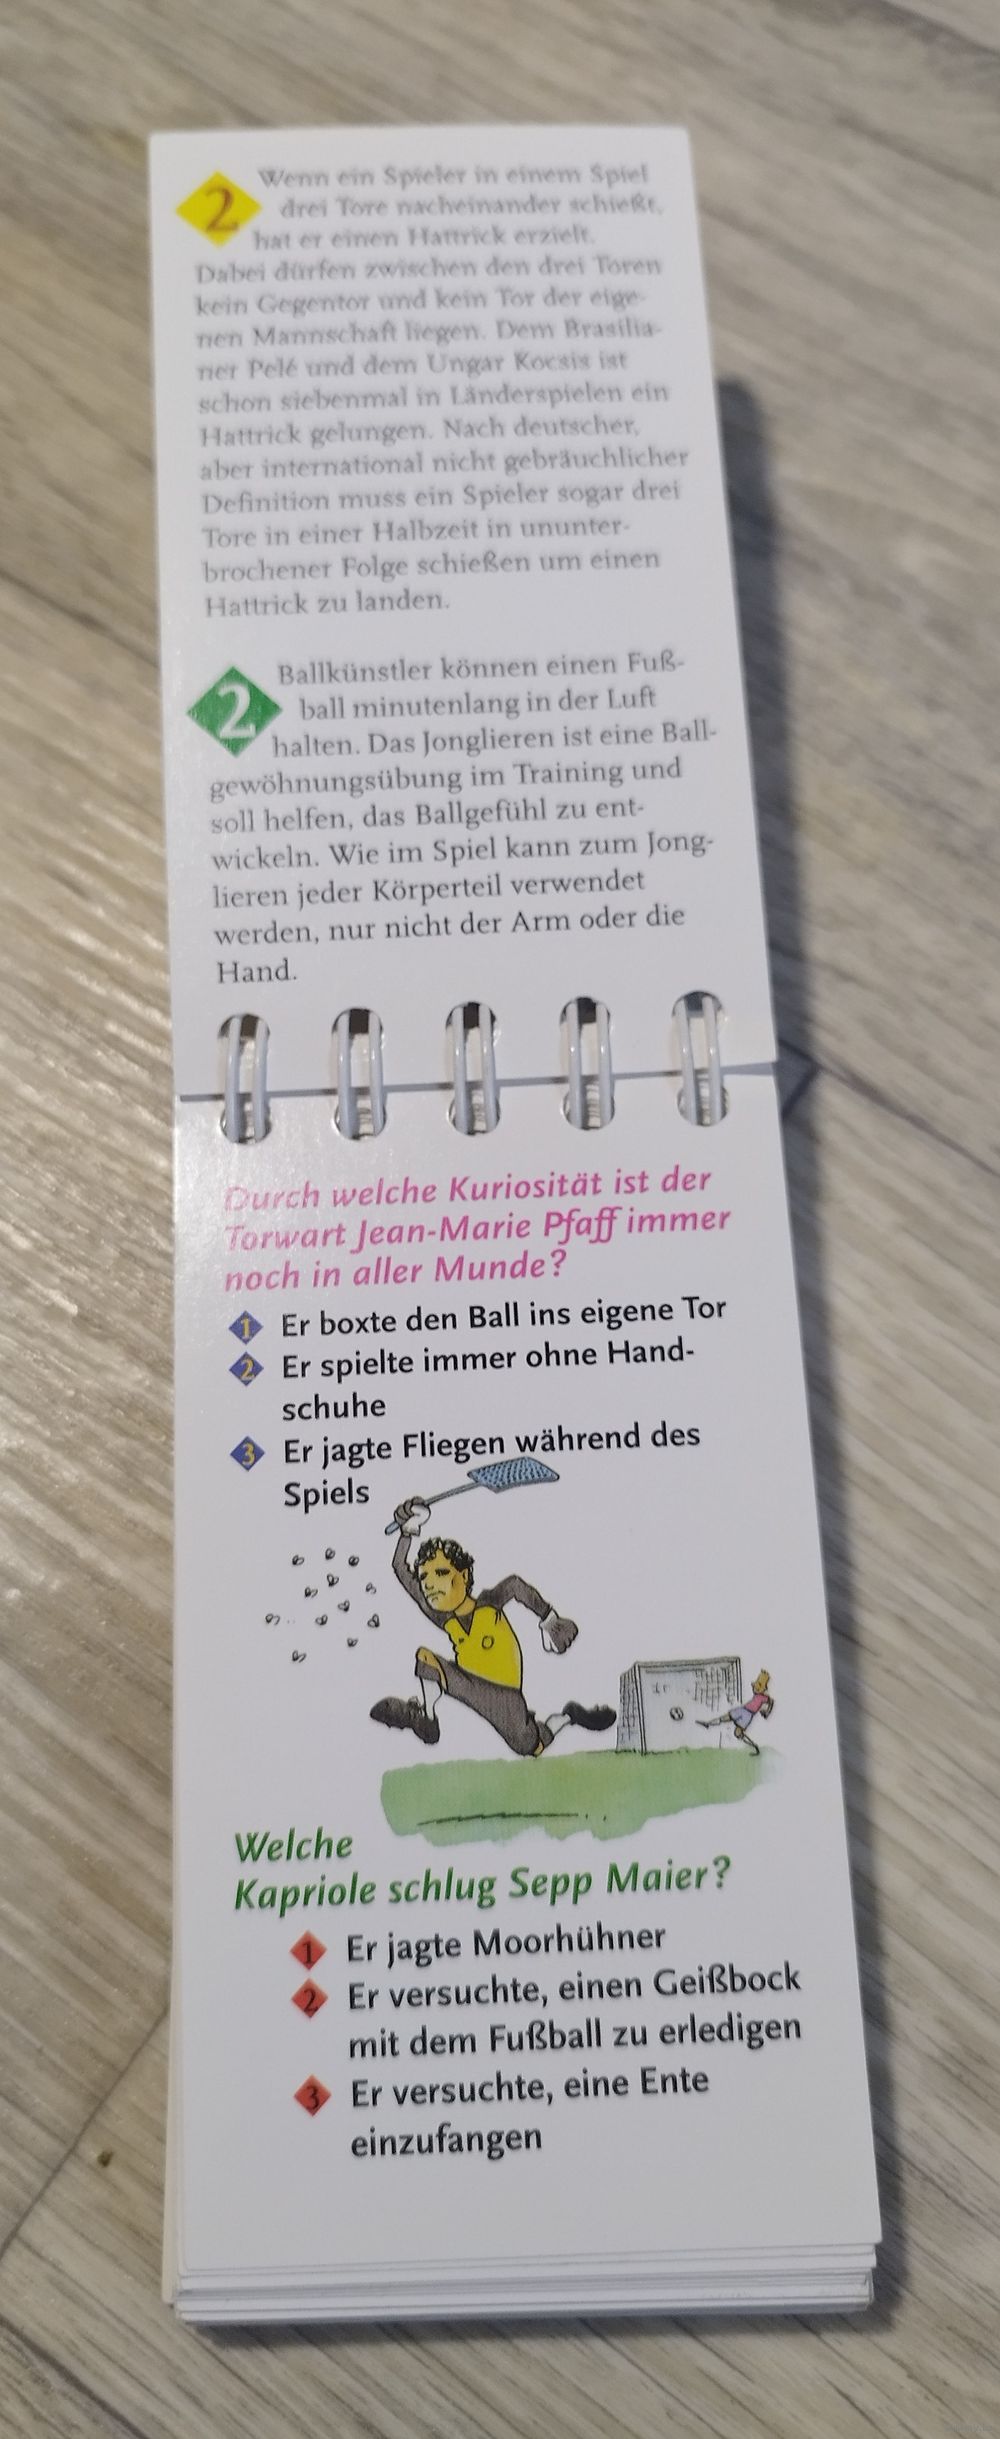 2 Wenn ein Spieler in einem Spiel
drei Tore nacheinander schießt,
hat er einen Hattrick erzielt.
Dabei dürfen zwischen den drei Toren
kein Gegentor und kein Tor der eige-
nen Mannschaft liegen. Dem Brasilia-
ner Pelé und dem Ungar Kocsis ist
schon siebenmal in Länderspielen ein
Hattrick gelungen. Nach deutscher,
aber international nicht gebräuchlicher
Definition muss ein Spieler sogar drei
Tore in einer Halbzeit in ununter-
brochener Folge schießen um einen
Hattrick zu landen.
2 Ballkünstler können einen Fuß-
ball minutenlang in der Luft
halten. Das Jonglieren ist eine Ball-
gewöhnungsübung im Training und
soll helfen, das Ballgefühl zu ent-
wickeln. Wie im Spiel kann zum Jong-
lieren jeder Körperteil verwendet
werden, nur nicht der Arm oder die
Hand.
Durch welche Kuriosität ist der
Torwart Jean-Marie Pfaff immer
noch in aller Munde?
1 Er boxte den Ball ins eigene Tor
2 Er spielte immer ohne Hand-
schuhe
3 Er jagte Fliegen während des
Spiels
Welche
Kapriole schlug Sepp Maier?
1 Er jagte Moorhühner
2 Er versuchte, einen Geißbock
mit dem Fußball zu erledigen
3 Er versuchte, eine Ente
einzufangen